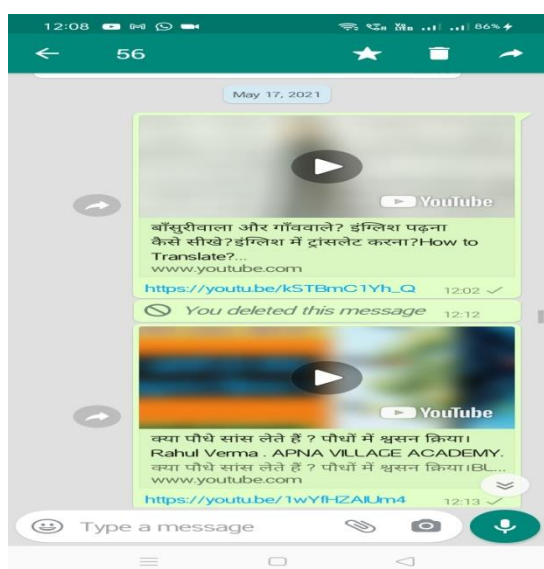 12:08
86%
56
May 17, 2021
YouTube
बाँसुरीवाला और गाँववाले? इंग्लिश पढ़ना
कैसे सीखे?इंग्लिश में ट्रांसलेट करना?How to
Translate?...
www.youtube.com
https://youtu.be/kSTBmC1Yh_Q 12:02
You deleted this message 12:12
YouTube
क्या पौधे सांस लेते हैं ? पौधों में श्वसन क्रिया।
Rahul Verma . APNA VILLAGE ACADEMY.
क्या पौधे सांस लेते हैं ? पौधों में श्वसन क्रिया।BL...
www.youtube.com
https://youtu.be/1wYfHZAlUm4 12:13
Type a message